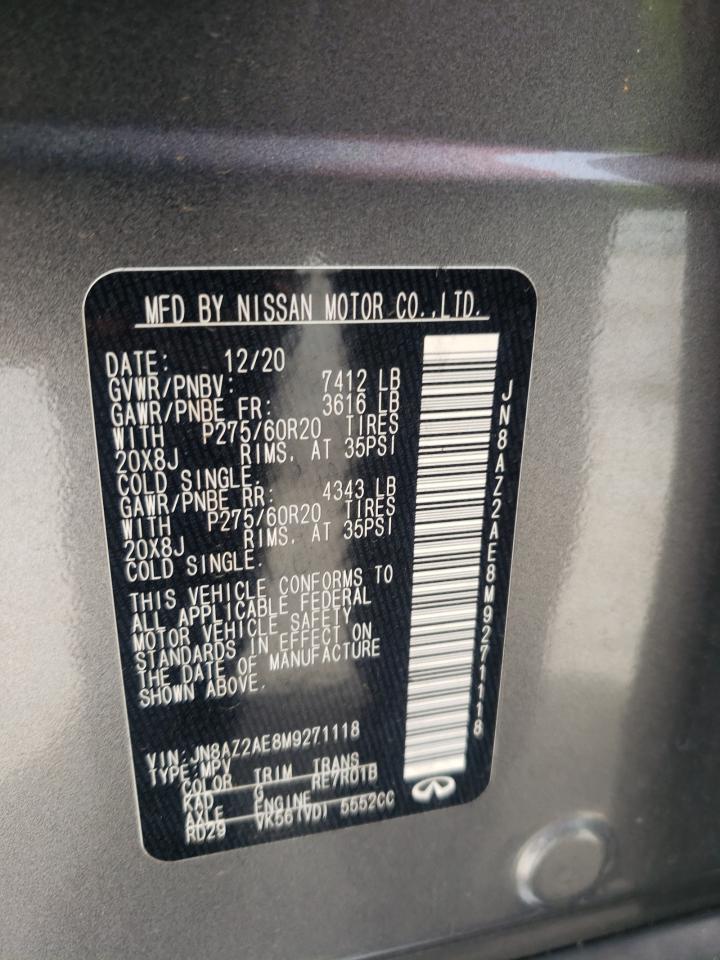 MFD BY NISSAN MOTOR CO.,LTD.
DATE: 12/20
GVWR/PNBV: 7412 LB
GAWR/PNBE FR: 3616 LB
WITH P275/60R20 TIRES
20X8J RIMS. AT 35PSI
COLD SINGLE.
GAWR/PNBE RR: 4343 LB
WITH P275/60R20 TIRES
20X8J RIMS. AT 35PSI
COLD SINGLE.
THIS VEHICLE CONFORMS TO
ALL APPLICABLE FEDERAL
MOTOR VEHICLE SAFETY
STANDARDS IN EFFECT ON
THE DATE OF MANUFACTURE
SHOWN ABOVE.
VIN: JN8AZ2AE8M9271118
TYPE: MPV
COLOR TRIM TRANS
KAD G RE7R01B
AXLE ENGINE
RD29 VK56(VD) 5552CC
JN8AZ2AE8M9271118